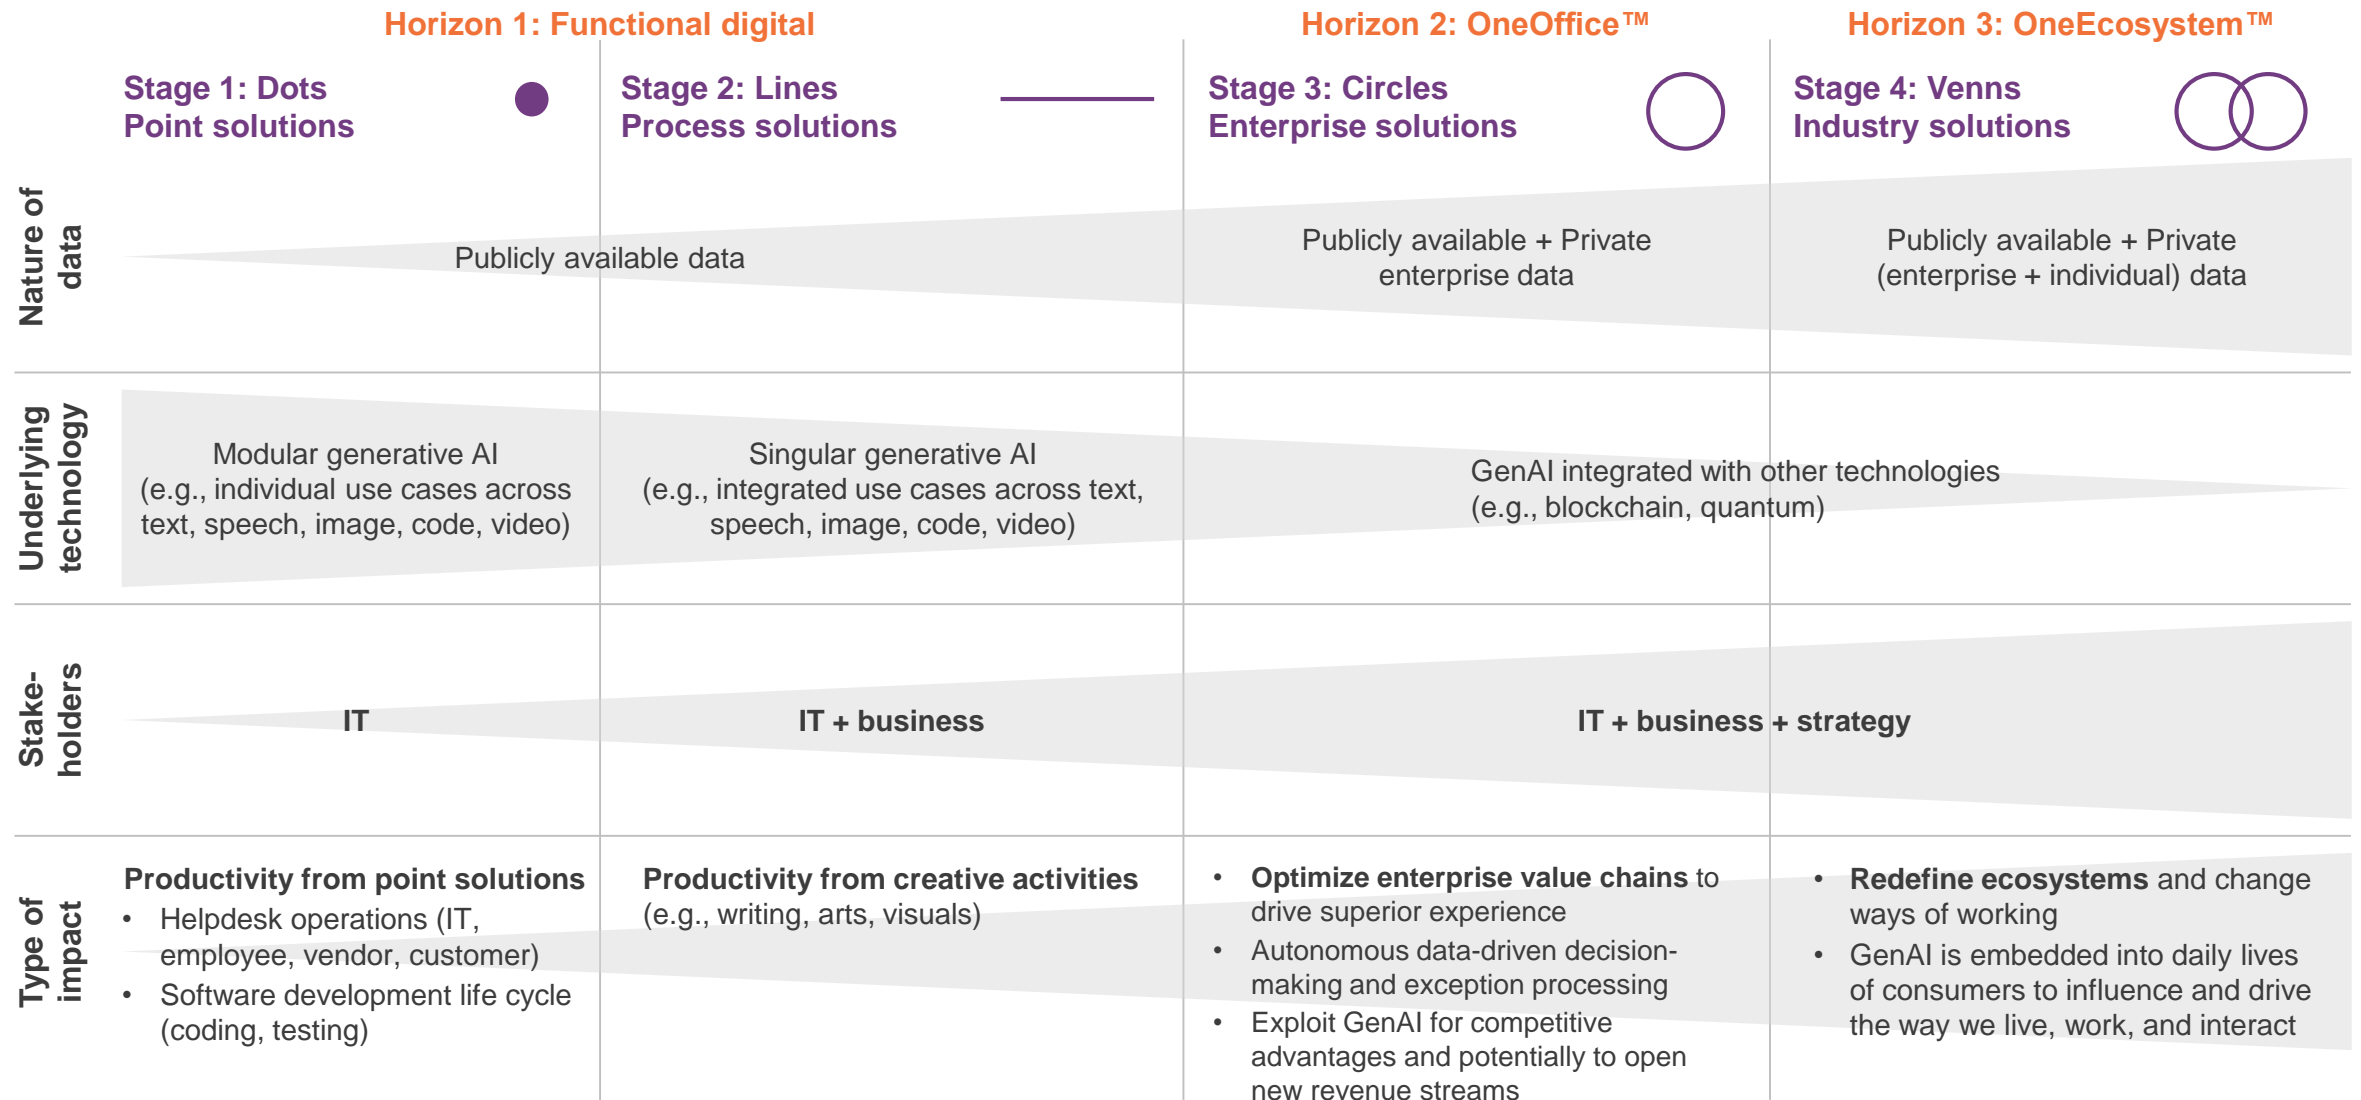 Horizon 1: Functional digital
Horizon 2: OneOffice™
Horizon 3: OneEcosystem™
Stage 1: Dots
Point solutions
Stage 2: Lines
Process solutions
Stage 3: Circles
Enterprise solutions
Stage 4: Venns
Industry solutions
Nature of
data
Publicly available data
Publicly available + Private
enterprise data
Publicly available + Private
(enterprise + individual) data
Underlying
technology
Modular generative AI
(e.g., individual use cases across
text, speech, image, code, video)
Singular generative AI
(e.g., integrated use cases across text,
speech, image, code, video)
GenAI integrated with other technologies
(e.g., blockchain, quantum)
Stake-
holders
IT
IT + business
IT + business + strategy
Type of
impact
Productivity from point solutions
• Helpdesk operations (IT,
employee, vendor, customer)
• Software development life cycle
(coding, testing)
Productivity from creative activities
(e.g., writing, arts, visuals)
• Optimize enterprise value chains to
drive superior experience
• Autonomous data-driven decision-
making and exception processing
• Exploit GenAI for competitive
advantages and potentially to open
new revenue streams
• Redefine ecosystems and change
ways of working
• GenAI is embedded into daily lives
of consumers to influence and drive
the way we live, work, and interact